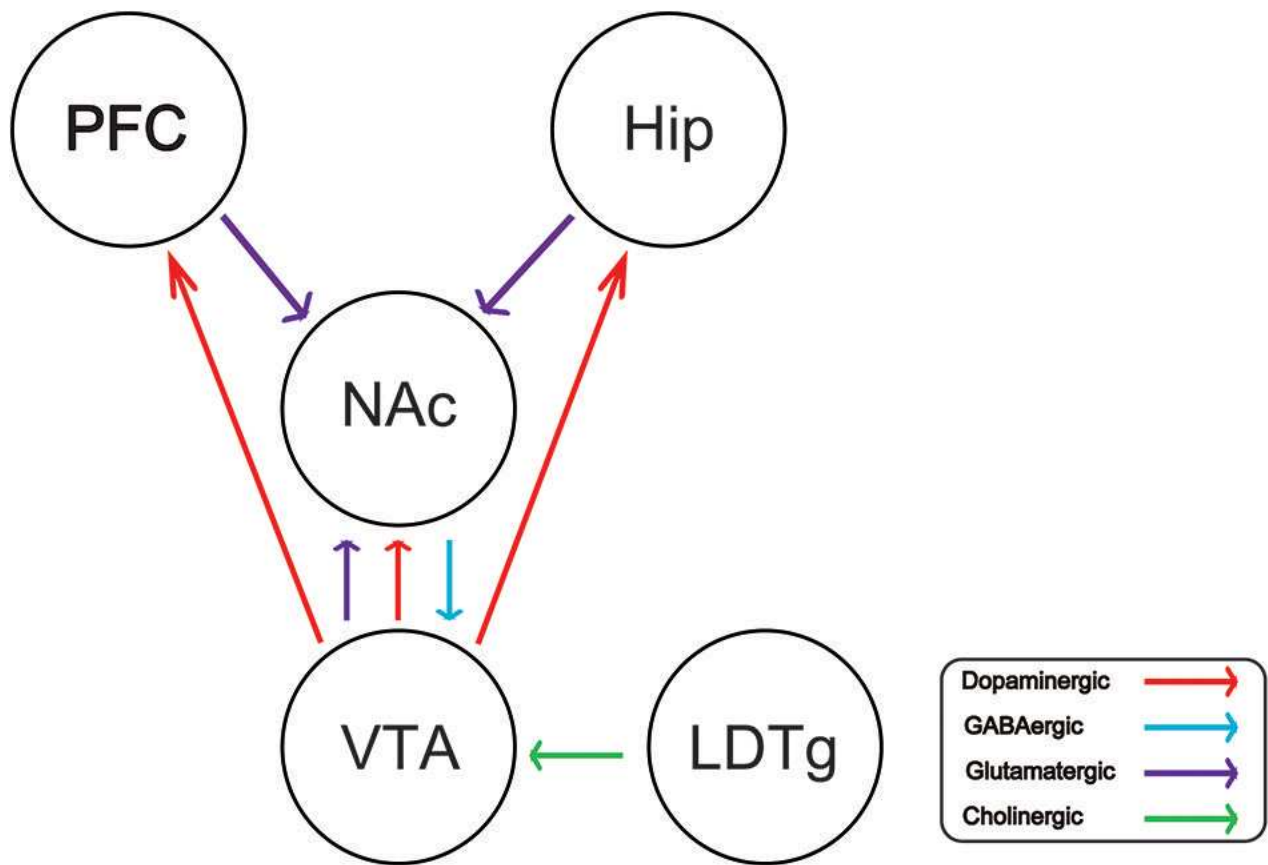 PFC
Hip
NAc
VTA
LDTg
Dopaminergic
GABAergic
Glutamatergic
Cholinergic